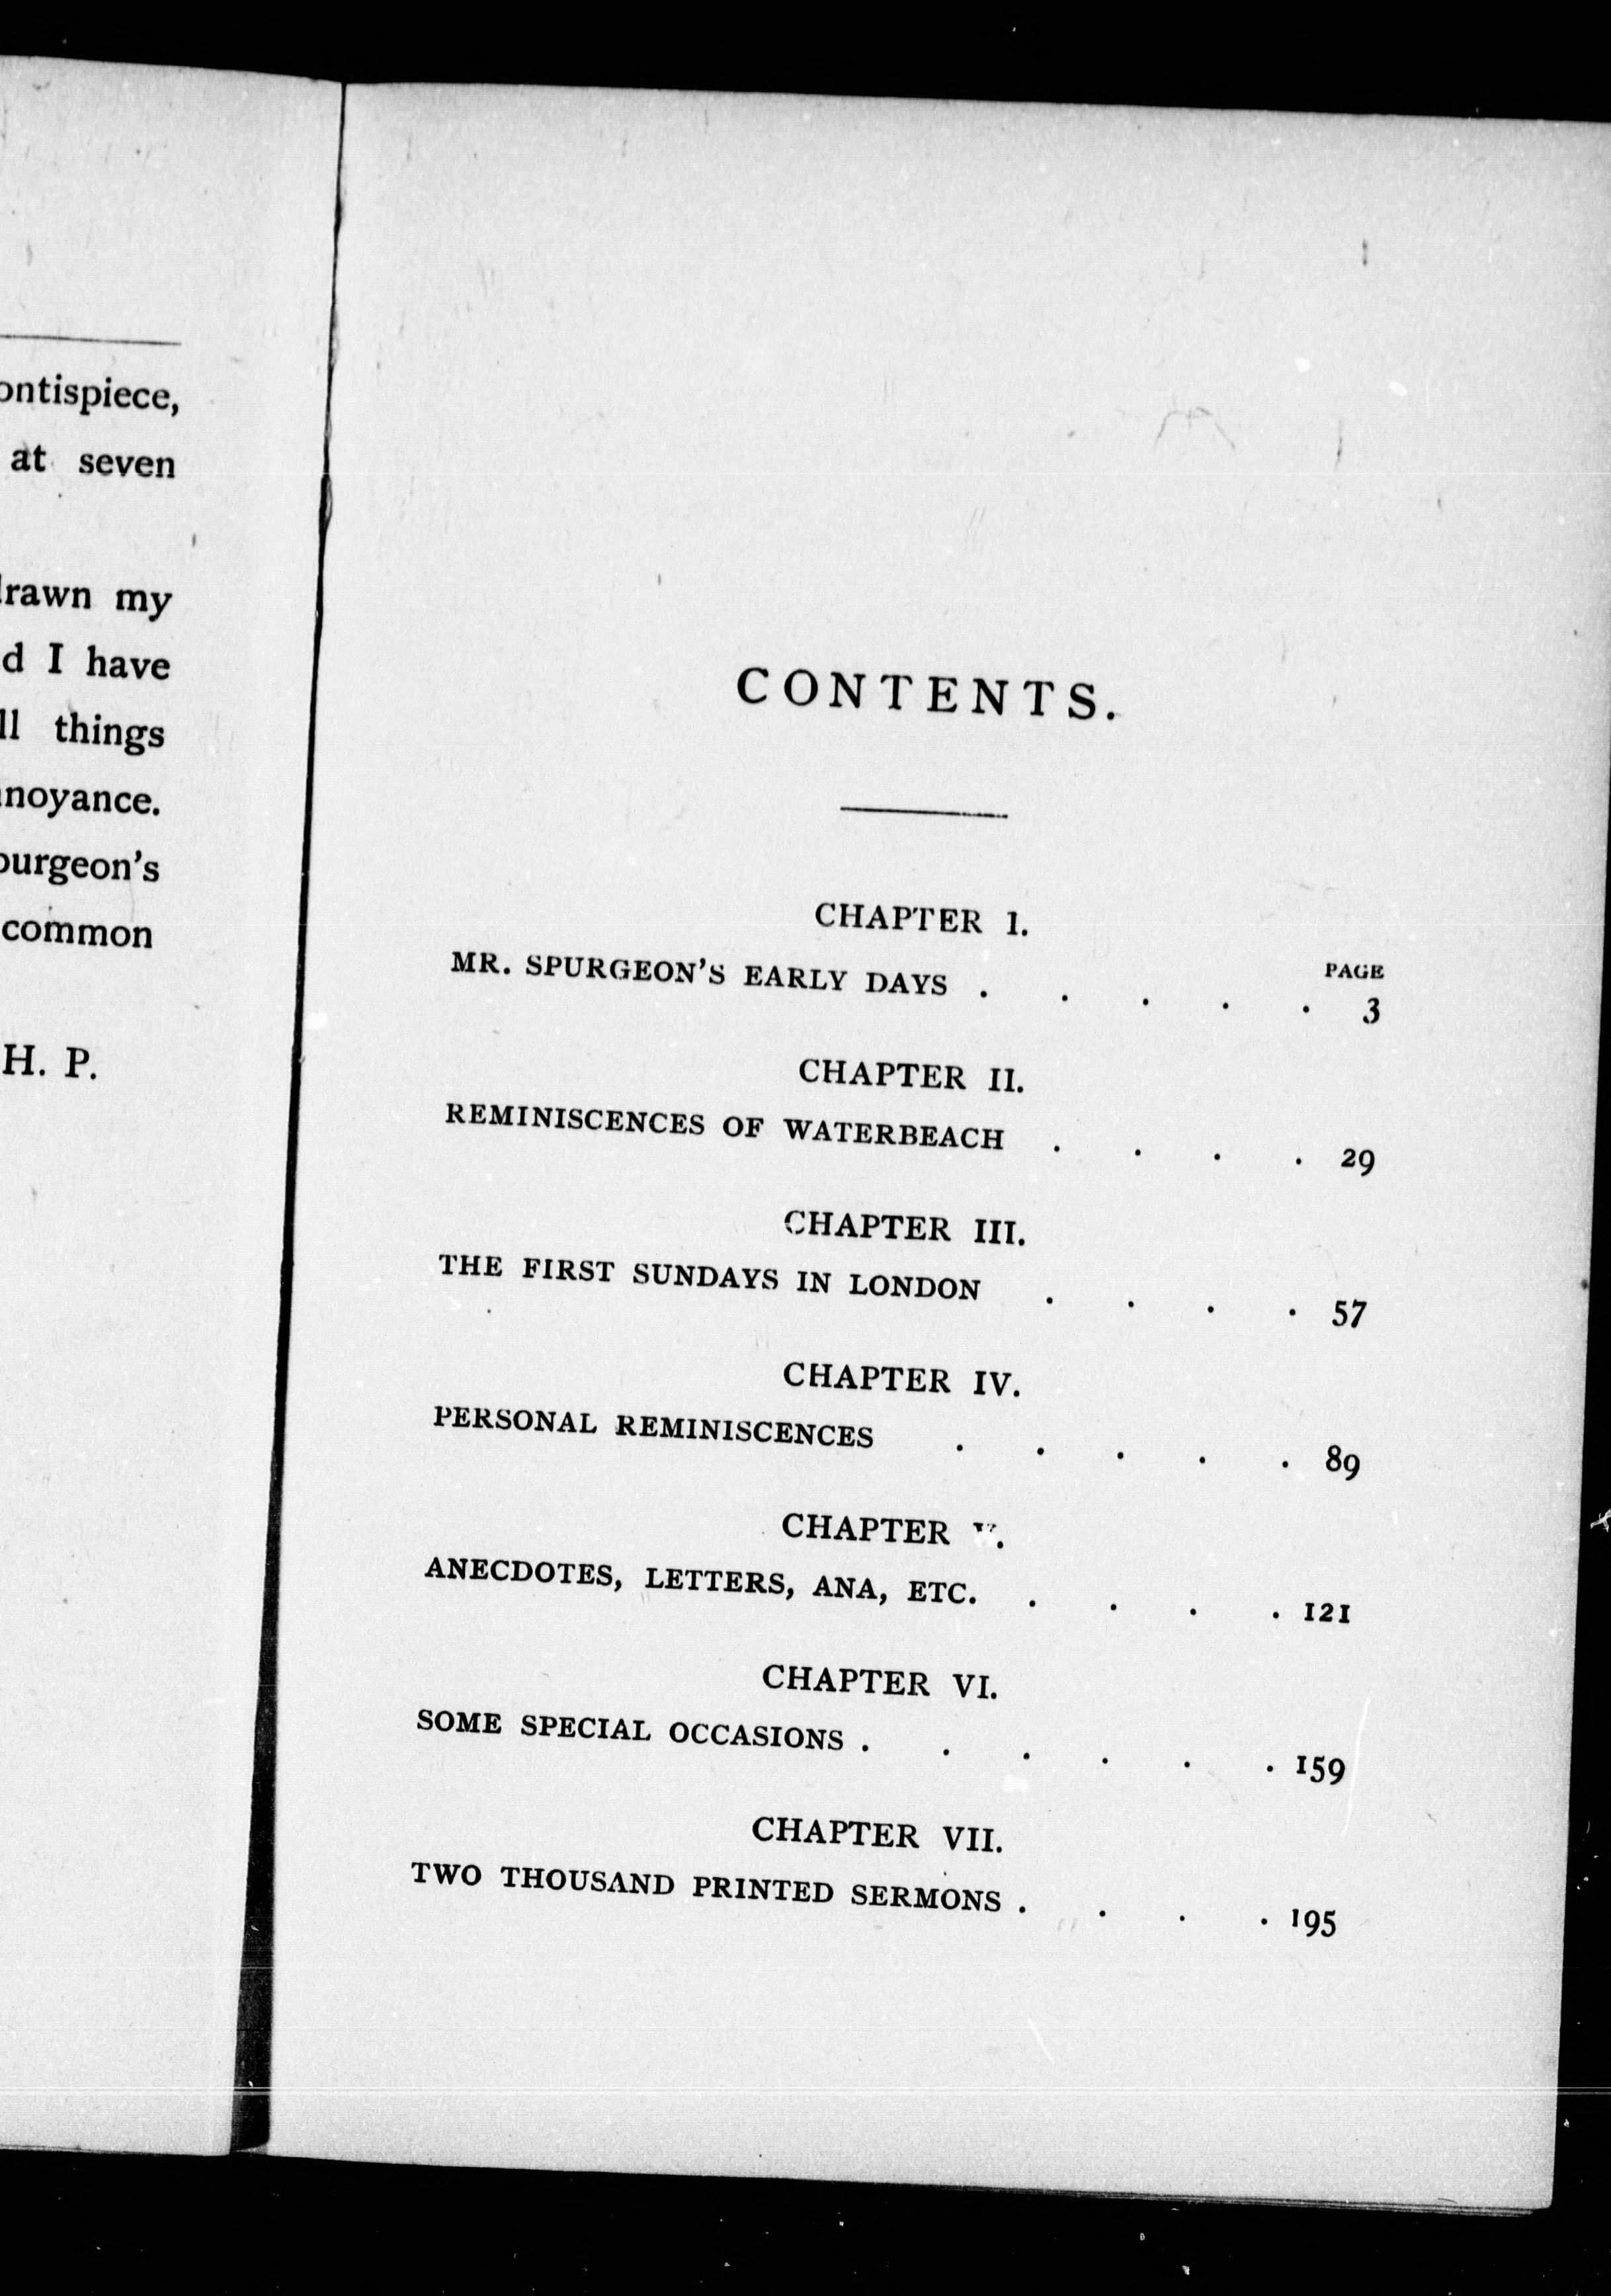 ontispiece,
at seven
rawn my
d I have
ll things
noyance.
purgeon's
common
H. P.
CONTENTS.
CHAPTER I.
PAGE
MR. SPURGEON'S EARLY DAYS . . . . . 3
CHAPTER II.
REMINISCENCES OF WATERBEACH . . . . 29
CHAPTER III.
THE FIRST SUNDAYS IN LONDON . . . . 57
CHAPTER IV.
PERSONAL REMINISCENCES . . . . . 89
CHAPTER V.
ANECDOTES, LETTERS, ANA, ETC. . . . . 121
CHAPTER VI.
SOME SPECIAL OCCASIONS . . . . . . 159
CHAPTER VII.
TWO THOUSAND PRINTED SERMONS . . . . 195